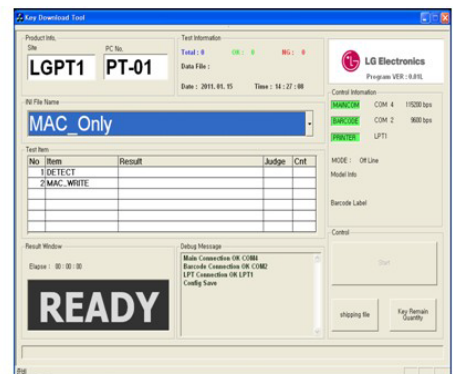 Key Download Tool
Product Info.
Site
PC No.
LGPT1
PT-01
Test Information
Total : 0 OK : 0 NG : 0
Data File :
Date : 2011. 01. 15 Time : 14 : 27 : 00
LG Electronics
Program VER : 0.01L
INI File Name
MAC_Only
Control Information
MAINCOM COM 4 115200 bps
BARCODE COM 2 9600 bps
PRINTER LPT1
MODE : Off Line
Model Info
Barcode Label
Test Item
No Item Result Judge Cnt
1 DETECT
2 MAC_WRITE
Result Window
Elapse : 00 : 00 : 00
READY
Debug Message
Main Connection OK COM4
Barcode Connection OK COM2
LPT Connection OK LPT1
Config Save
Control
Start
shipping file
Key Remain
Quantity
준비